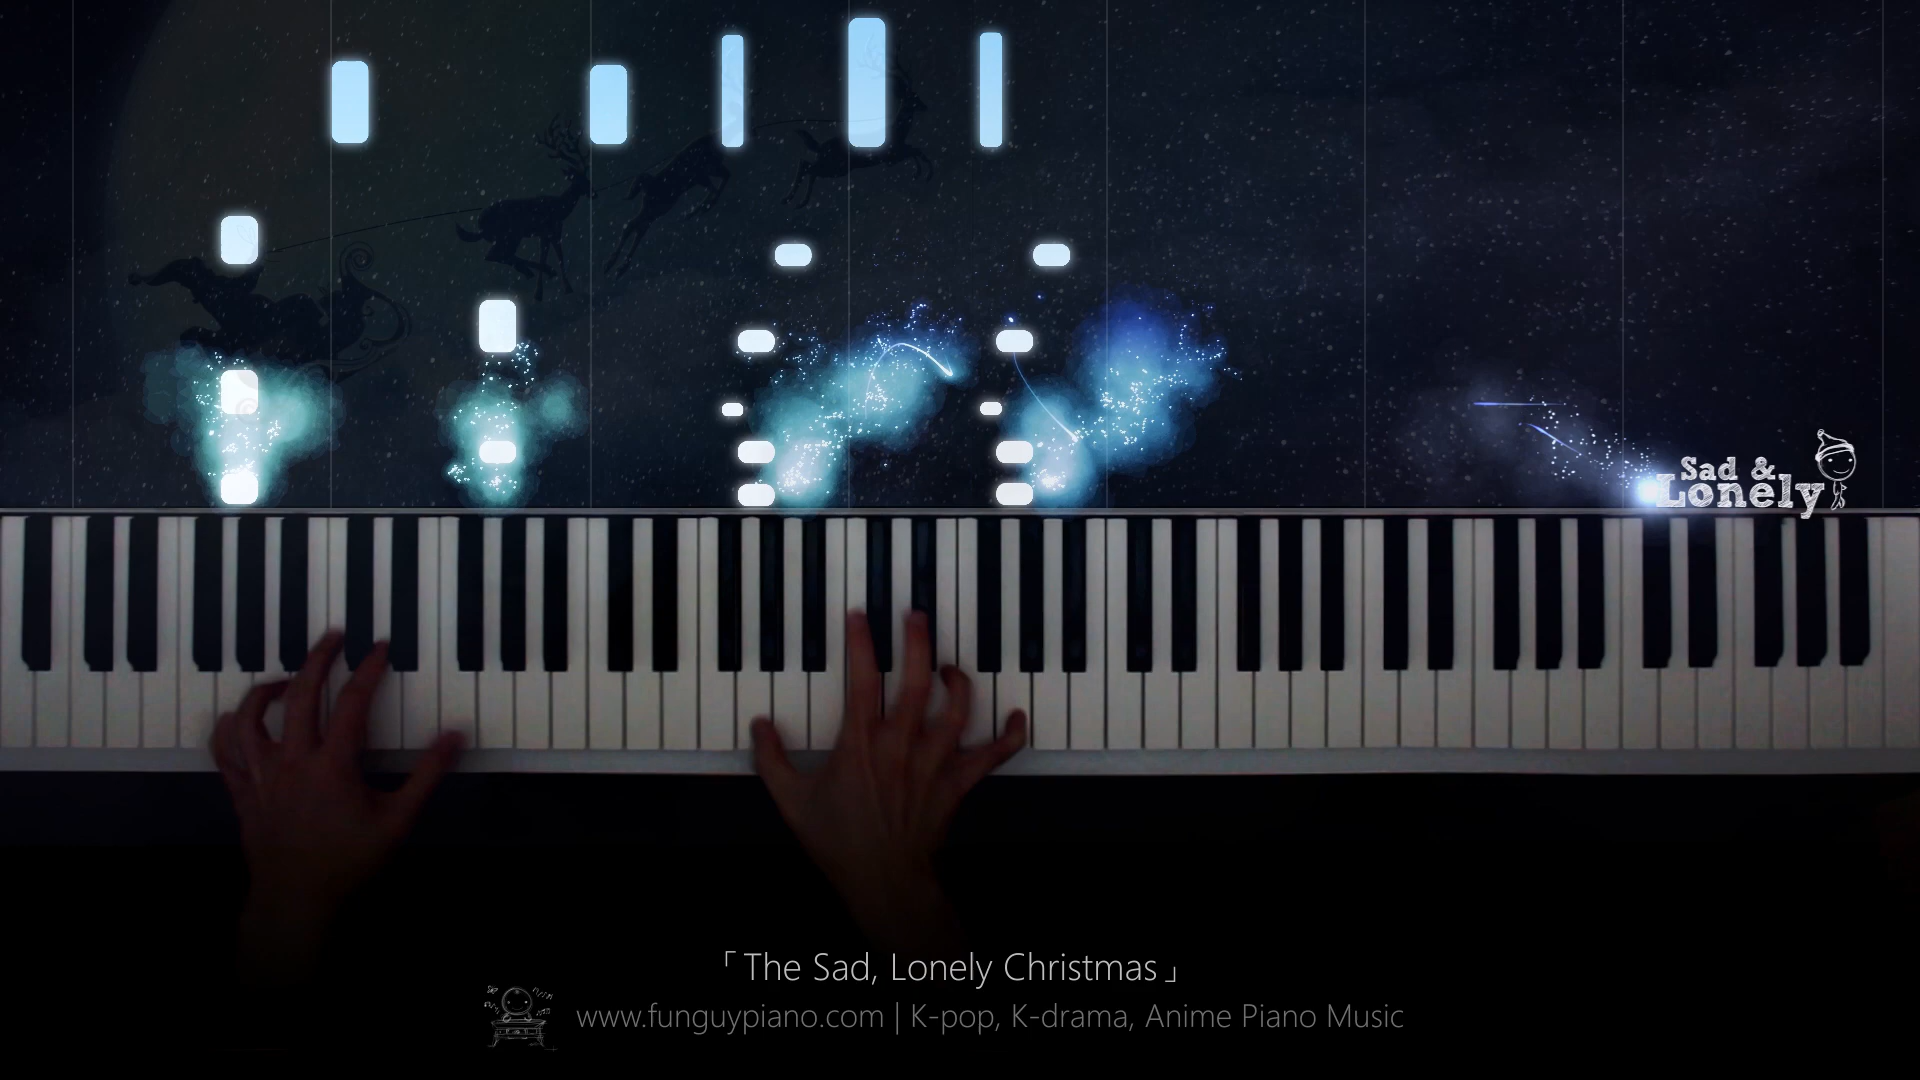 Sad &
Lonely
「The Sad, Lonely Christmas」
www.funguypiano.com | K-pop, K-drama, Anime Piano Music